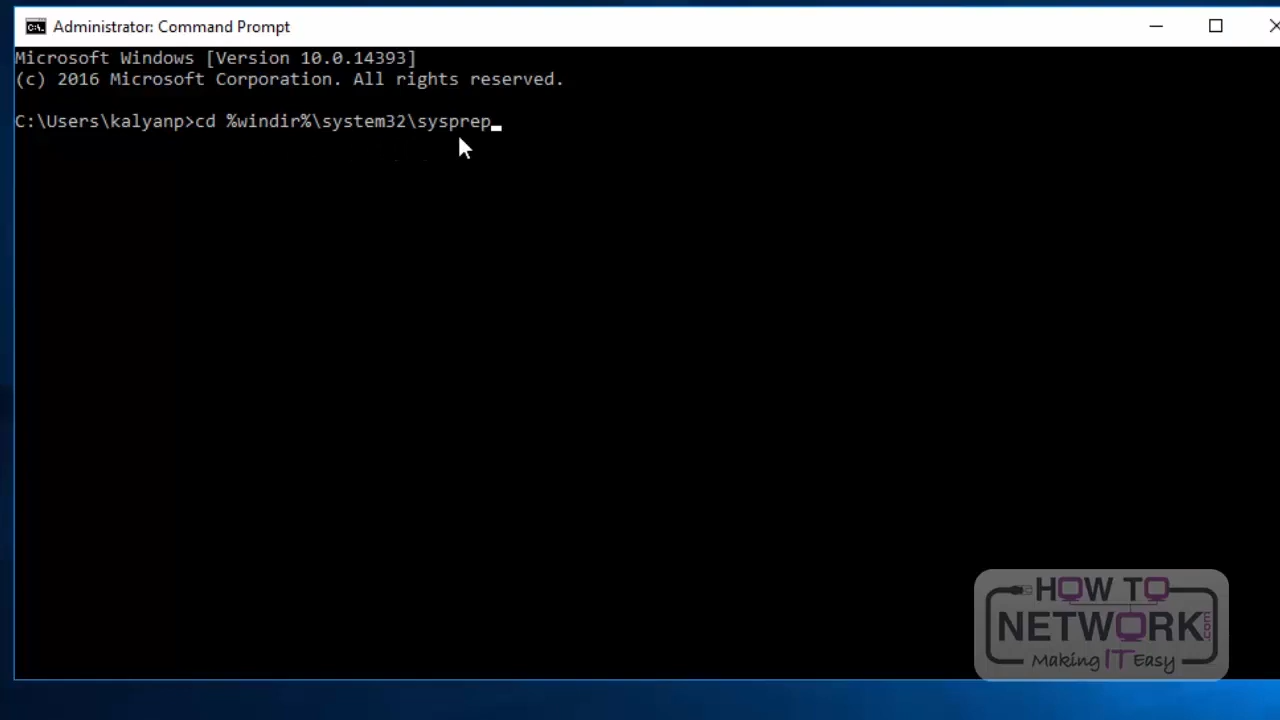 Administrator: Command Prompt
Microsoft Windows [Version 10.0.14393]
(c) 2016 Microsoft Corporation. All rights reserved.
C:\Users\kalyanp>cd %windir%\system32\sysprep
HOW TO
NETWORK.com
Making IT Easy